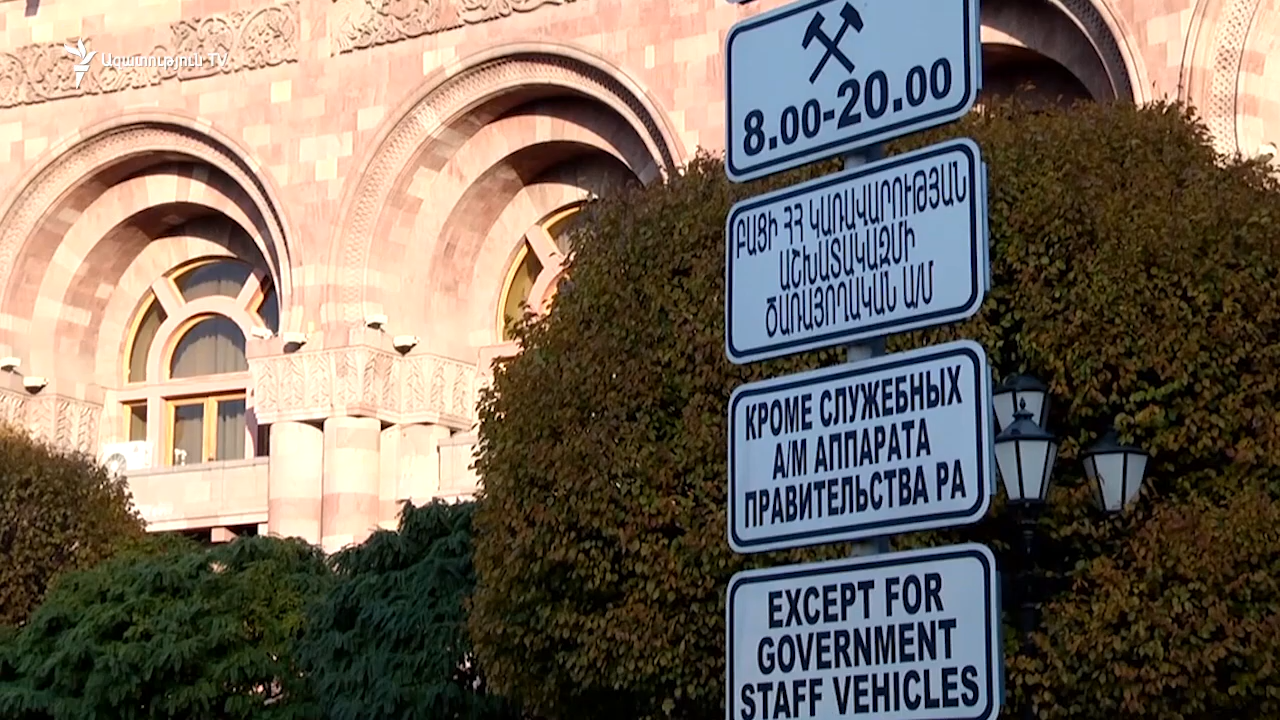 Ազատություն TV
8.00-20.00
ԲԱՑԻ ՀՀ ԿԱՌԱՎԱՐՈՒԹՅԱՆ
ԱՇԽԱՏԱԿԱԶՄԻ
ԾԱՌԱՅՈՂԱԿԱՆ Ա/Մ
КРОМЕ СЛУЖЕБНЫХ
А/М АППАРАТА
ПРАВИТЕЛЬСТВА РА
EXCEPT FOR
GOVERNMENT
STAFF VEHICLES